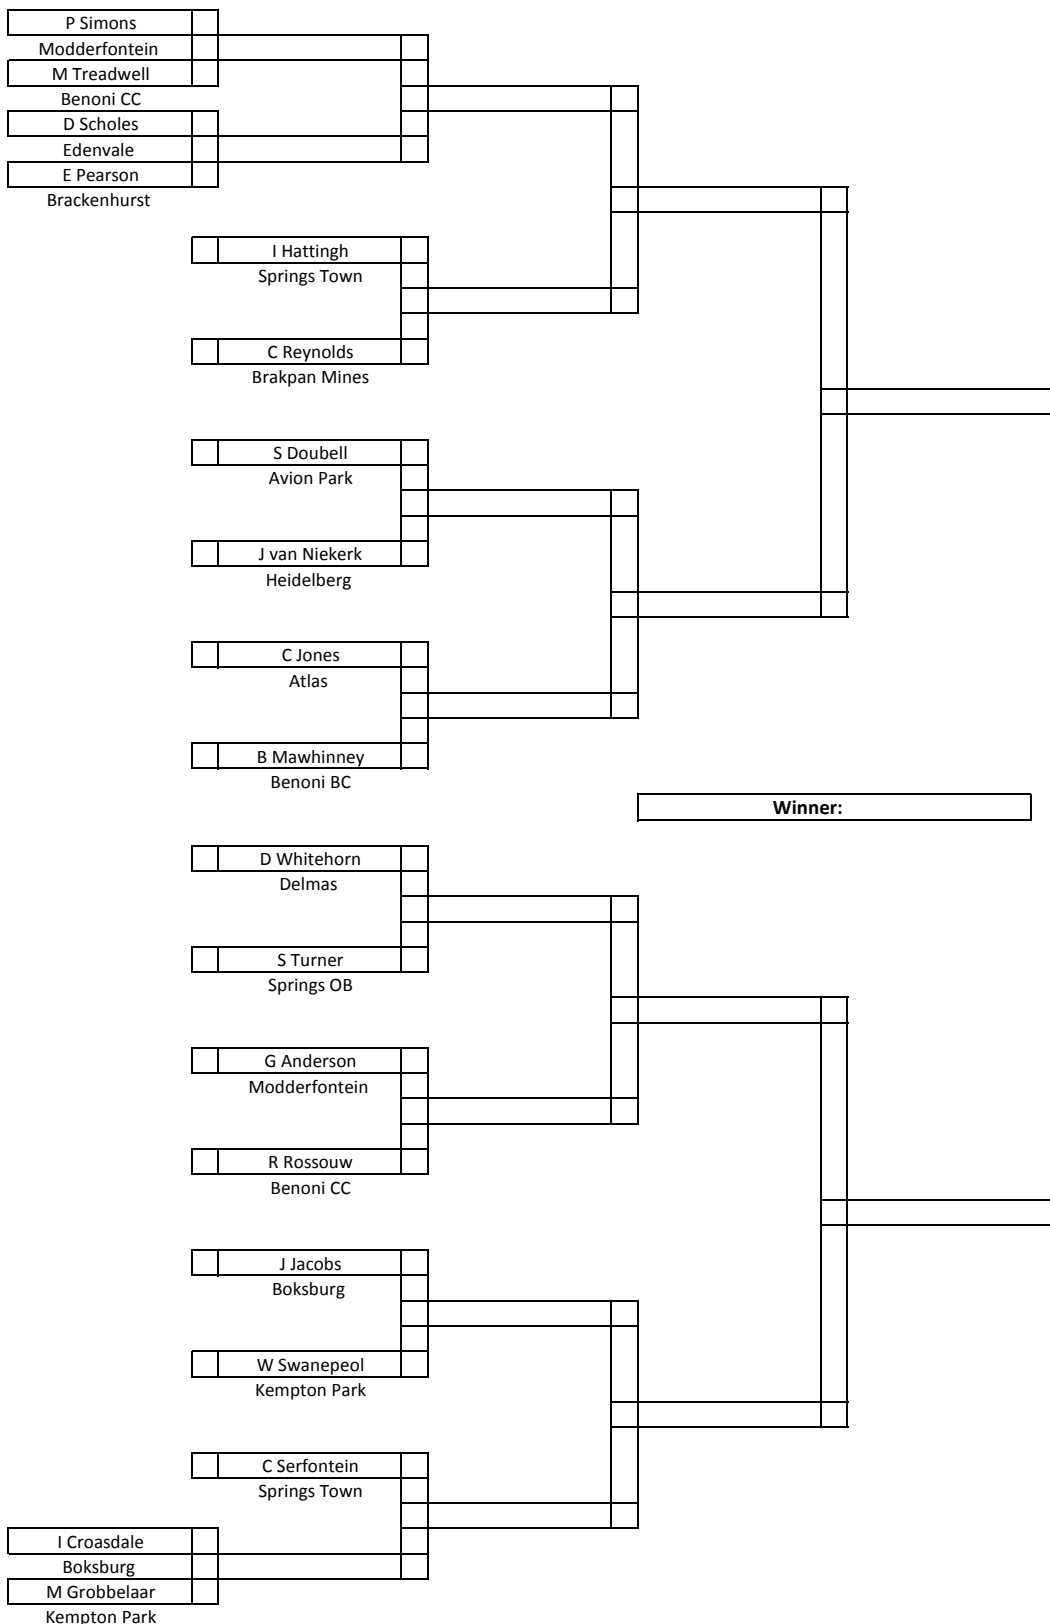 P Simons
Modderfontein
M Treadwell
Benoni CC
D Scholes
Edenvale
E Pearson
Brackenhurst
I Hattingh
Springs Town
C Reynolds
Brakpan Mines
S Doubell
Avion Park
J van Niekerk
Heidelberg
C Jones
Atlas
B Mawhinney
Benoni BC
Winner:
D Whitehorn
Delmas
S Turner
Springs OB
G Anderson
Modderfontein
R Rossouw
Benoni CC
J Jacobs
Boksburg
W Swanepeol
Kempton Park
C Serfontein
Springs Town
I Croasdale
Boksburg
M Grobbelaar
Kempton Park